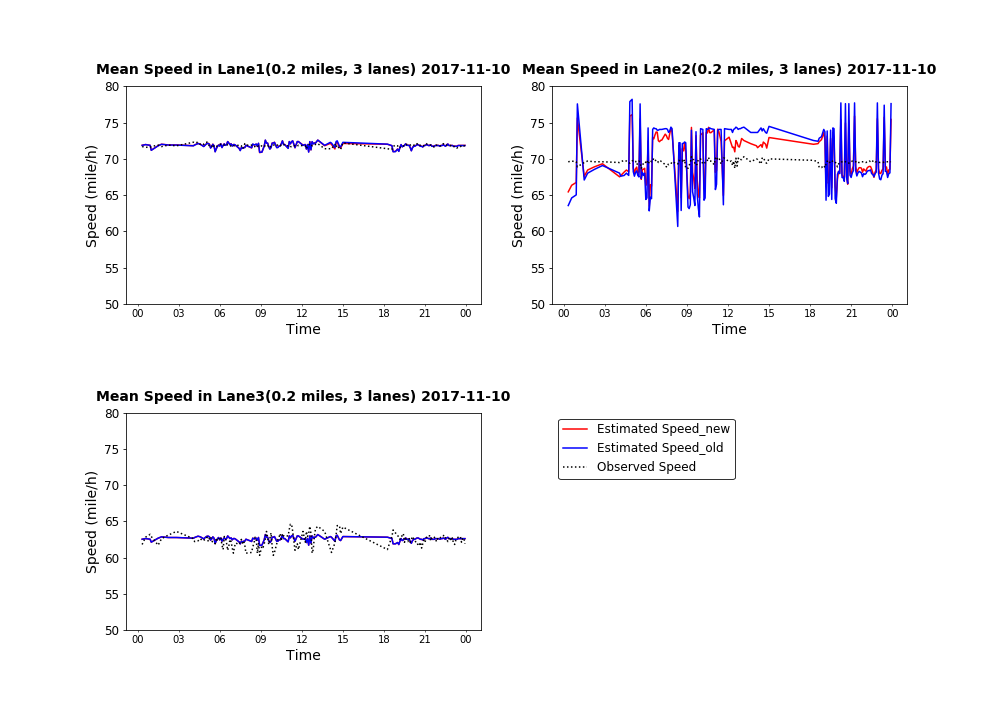 Mean Speed in Lane1(0.2 miles, 3 lanes) 2017-11-10
80
75
70
65
60
55
50
Speed (mile/h)
00 03 06 09 12 15 18 21 00
Time
Mean Speed in Lane2(0.2 miles, 3 lanes) 2017-11-10
80
75
70
65
60
55
50
Speed (mile/h)
00 03 06 09 12 15 18 21 00
Time
Mean Speed in Lane3(0.2 miles, 3 lanes) 2017-11-10
80
75
70
65
60
55
50
Speed (mile/h)
00 03 06 09 12 15 18 21 00
Time
Estimated Speed_new
Estimated Speed_old
Observed Speed